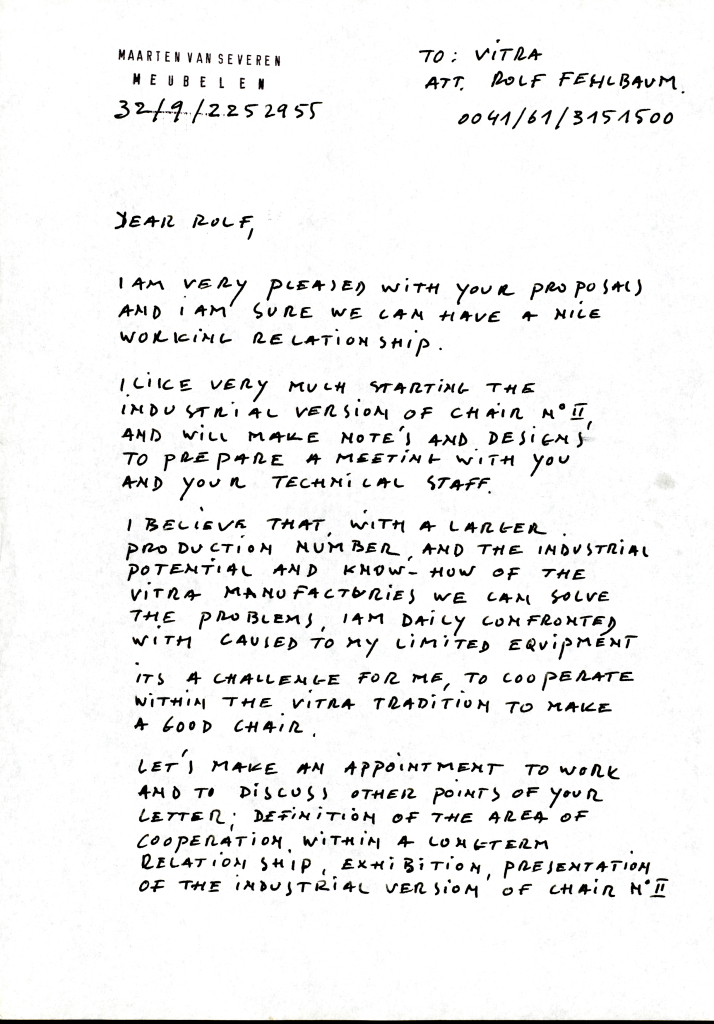 MAARTEN VAN SEVEREN
MEUBELEN
32/9/2252955
TO: VITRA
ATT. ROLF FEHLBAUM.
0041/61/3151500
DEAR ROLF,
I AM VERY PLEASED WITH YOUR PROPOSALS
AND I AM SURE WE CAN HAVE A NICE
WORKING RELATIONSHIP.
I LIKE VERY MUCH STARTING THE
INDUSTRIAL VERSION OF CHAIR N° II,
AND WILL MAKE NOTE'S AND DESIGNS
TO PREPARE A MEETING WITH YOU
AND YOUR TECHNICAL STAFF.
I BELIEVE THAT, WITH A LARGER
PRODUCTION NUMBER, AND THE INDUSTRIAL
POTENTIAL AND KNOW-HOW OF THE
VITRA MANUFACTORIES WE CAN SOLVE
THE PROBLEMS, I AM DAILY CONFRONTED
WITH CAUSED TO MY LIMITED EQUIPMENT
ITS A CHALLENGE FOR ME, TO COOPERATE
WITHIN THE VITRA TRADITION TO MAKE
A GOOD CHAIR.
LET'S MAKE AN APPOINTMENT TO WORK
AND TO DISCUSS OTHER POINTS OF YOUR
LETTER; DEFINITION OF THE AREA OF
COOPERATION, WITHIN A LONGTERM
RELATIONSHIP, EXHIBITION, PRESENTATION
OF THE INDUSTRIAL VERSION OF CHAIR N° II